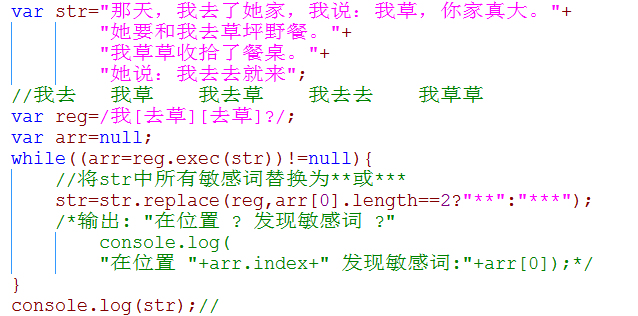 var str="那天，我去了她家，我说：我草，你家真大。"+
"她要和我去草坪野餐。"+
"我草草收拾了餐桌。"+
"她说：我去去就来";
//我去 我草 我去草 我去去 我草草
var reg=/我[去草][去草]?/;
var arr=null;
while((arr=reg.exec(str))!=null){
//将str中所有敏感词替换为**或***
str=str.replace(reg,arr[0].length==2?"**":"***");
/*输出: "在位置 ? 发现敏感词 ?"
console.log(
"在位置 "+arr.index+" 发现敏感词:"+arr[0]);*/
}
console.log(str);//